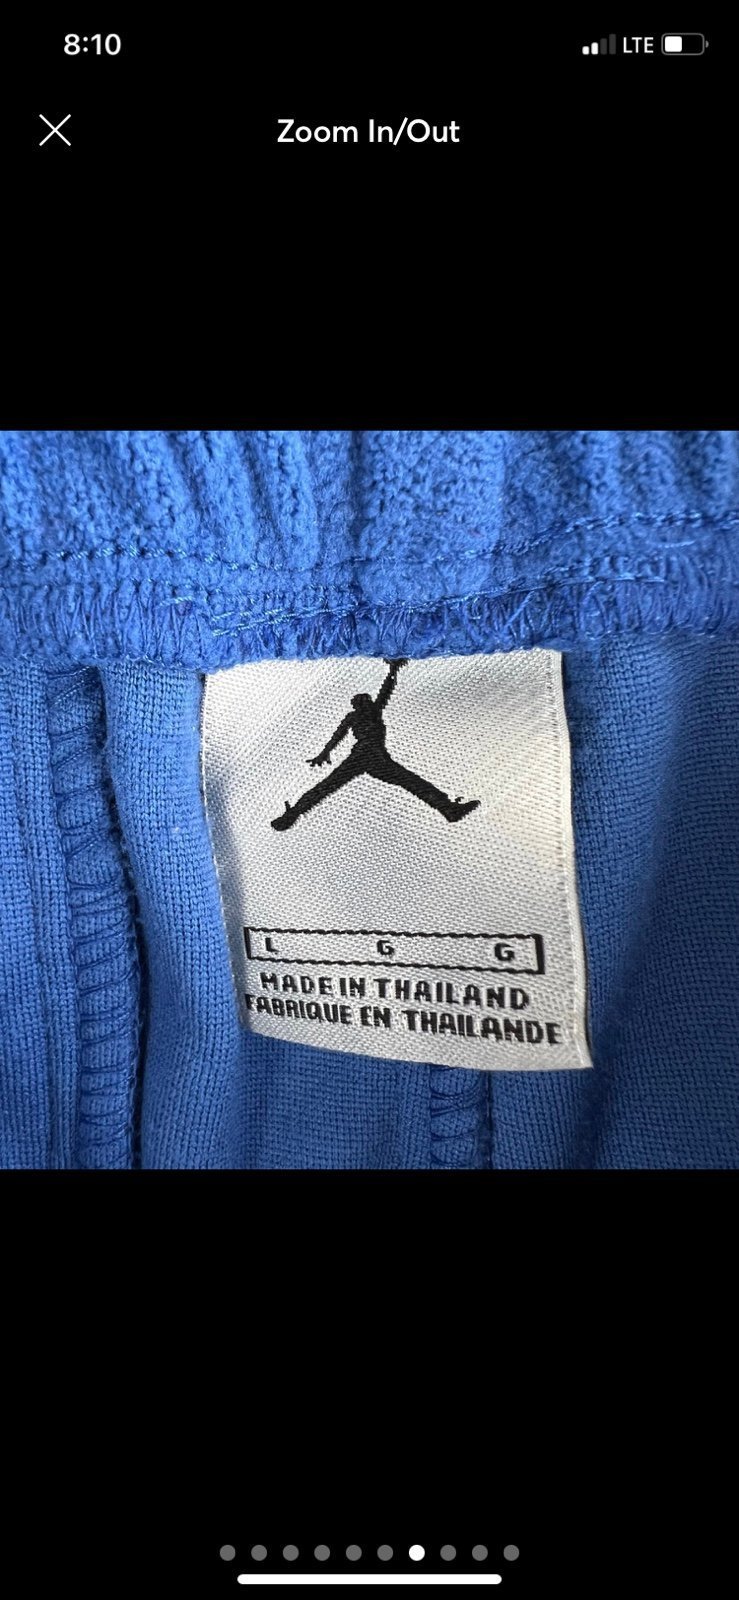 8:10
LTE
Zoom In/Out
L G G
MADE IN THAILAND
FABRIQUE EN THAILANDE